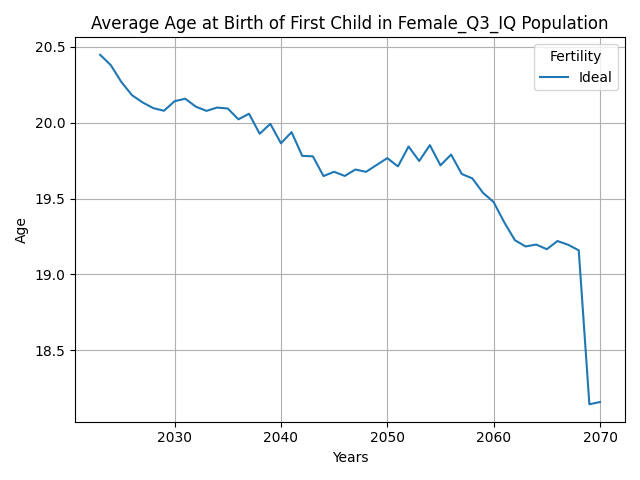 Average Age at Birth of First Child in Female_Q3_IQ Population
Fertility
Ideal
20.5
20.0
19.5
19.0
18.5
Age
2030
2040
2050
2060
2070
Years